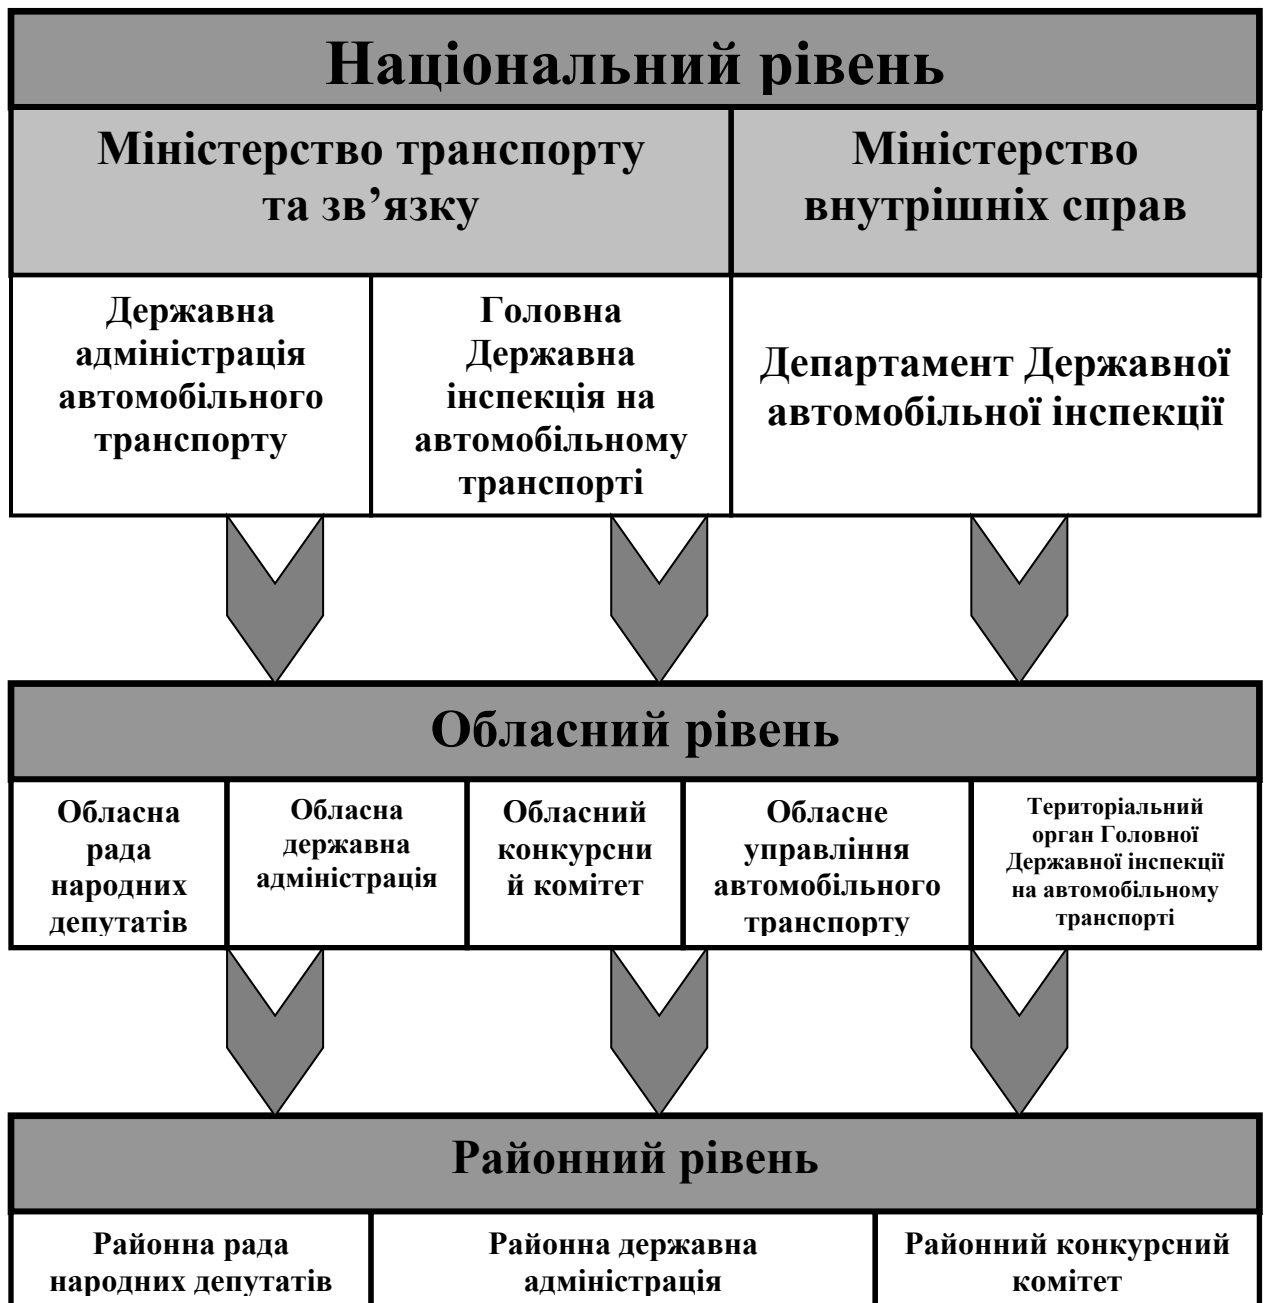 Національний рівень
Міністерство транспорту
та зв’язку
Міністерство
внутрішніх справ
Державна
адміністрація
автомобільного
транспорту
Головна
Державна
інспекція на
автомобільному
транспорті
Департамент Державної
автомобільної інспекції
Обласний рівень
Обласна
рада
народних
депутатів
Обласна
державна
адміністрація
Обласний
конкурсни
й комітет
Обласне
управління
автомобільного
транспорту
Територіальний
орган Головної
Державної інспекції
на автомобільному
транспорті
Районний рівень
Районна рада
народних депутатів
Районна державна
адміністрація
Районний конкурсний
комітет